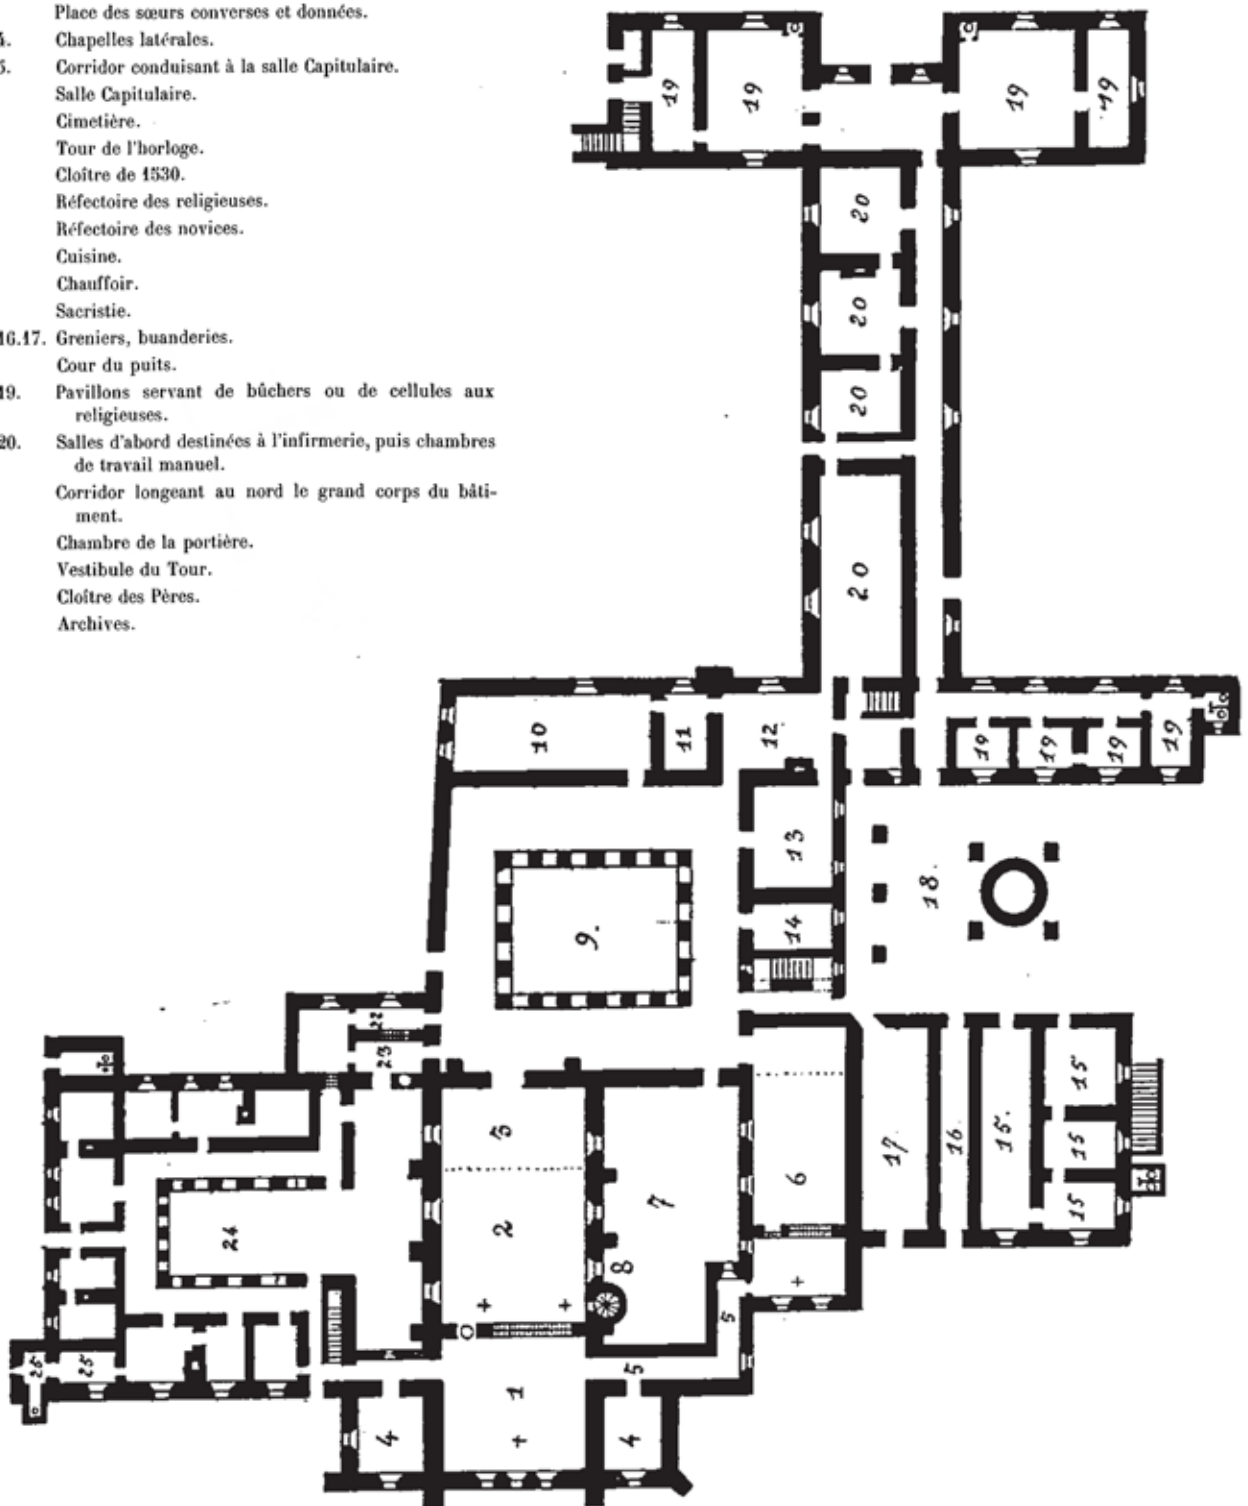 Place des sœurs converses et données.
4. Chapelles latérales.
5. Corridor conduisant à la salle Capitulaire.
Salle Capitulaire.
Cimetière.
Tour de l'horloge.
Cloître de 1530.
Réfectoire des religieuses.
Réfectoire des novices.
Cuisine.
Chauffoir.
Sacristie.
16.17. Greniers, buanderies.
Cour du puits.
19. Pavillons servant de bûchers ou de cellules aux
religieuses.
20. Salles d'abord destinées à l'infirmerie, puis chambres
de travail manuel.
Corridor longeant au nord le grand corps du bâti-
ment.
Chambre de la portière.
Vestibule du Tour.
Cloître des Pères.
Archives.
19
19
19
19
20
20
20
20
10
11
12
19
19
19
19
13
18.
14
9.
22
23
15
3
17
16
15.
15
6
7
2
24
15
8
5
25
25
5
1
4
4